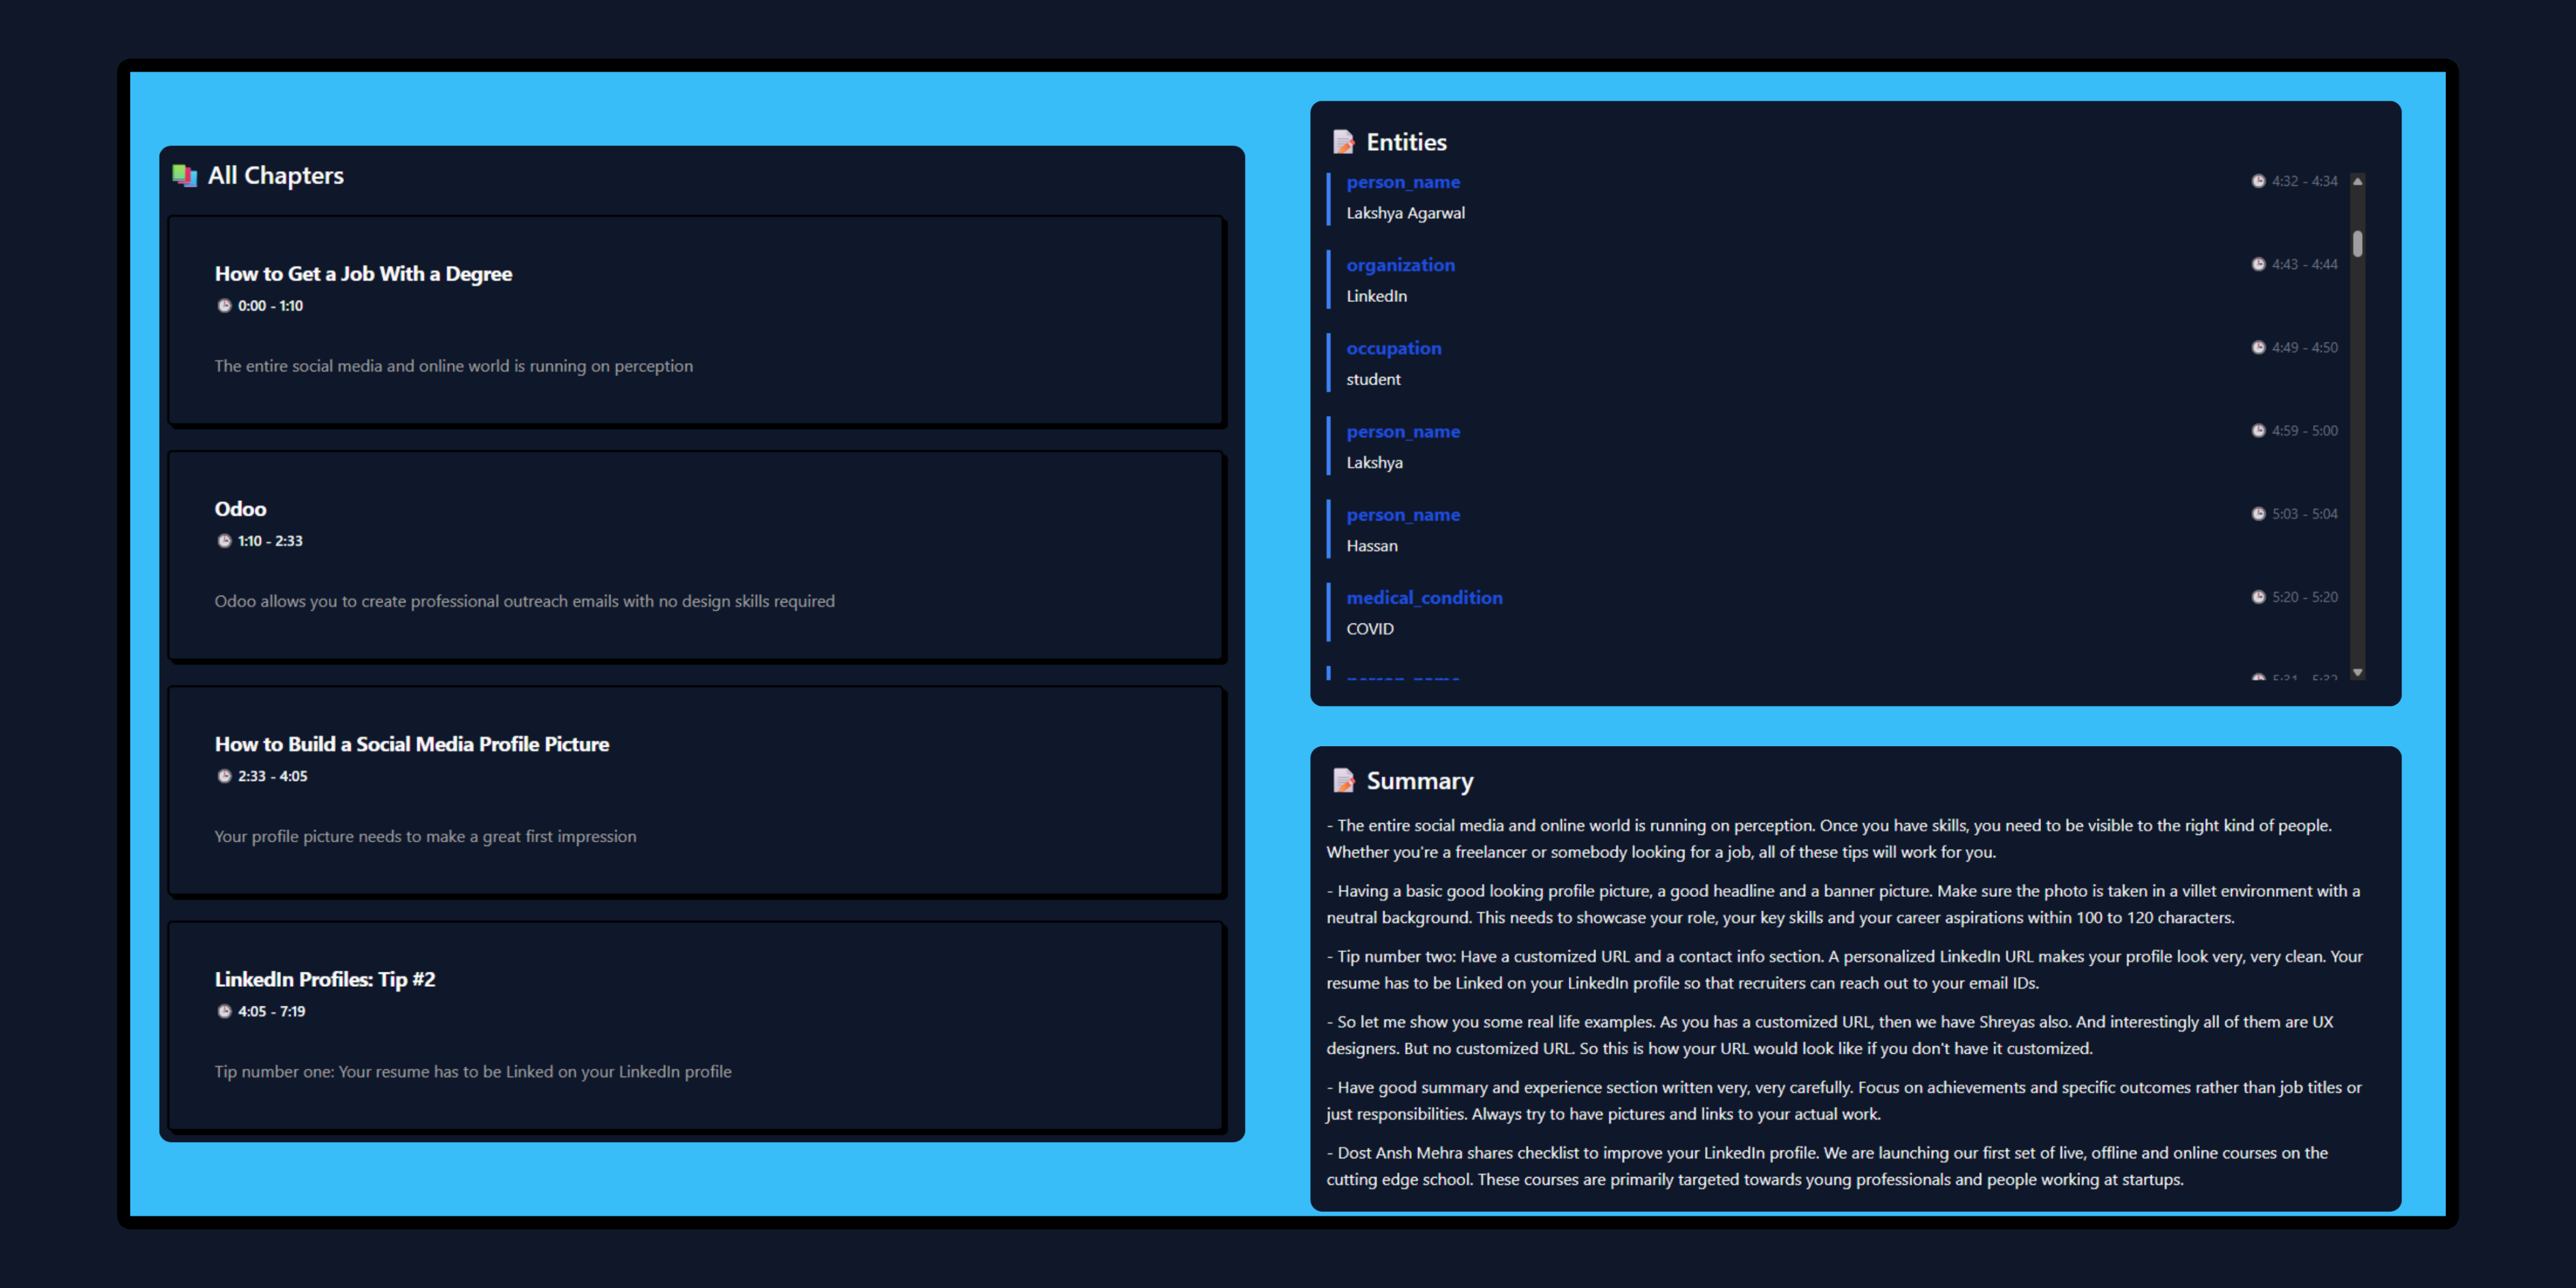 All Chapters
How to Get a Job With a Degree
0:00 - 1:10
The entire social media and online world is running on perception
Odoo
1:10 - 2:33
Odoo allows you to create professional outreach emails with no design skills required
How to Build a Social Media Profile Picture
2:33 - 4:05
Your profile picture needs to make a great first impression
LinkedIn Profiles: Tip #2
4:05 - 7:19
Tip number one: Your resume has to be Linked on your LinkedIn profile
Entities
person_name 4:32 - 4:34
Lakshya Agarwal
organization 4:43 - 4:44
LinkedIn
occupation 4:49 - 4:50
student
person_name 4:59 - 5:00
Lakshya
person_name 5:03 - 5:04
Hassan
medical_condition 5:20 - 5:20
COVID
Summary
- The entire social media and online world is running on perception. Once you have skills, you need to be visible to the right kind of people.
Whether you're a freelancer or somebody looking for a job, all of these tips will work for you.
- Having a basic good looking profile picture, a good headline and a banner picture. Make sure the photo is taken in a villet environment with a
neutral background. This needs to showcase your role, your key skills and your career aspirations within 100 to 120 characters.
- Tip number two: Have a customized URL and a contact info section. A personalized LinkedIn URL makes your profile look very, very clean. Your
resume has to be Linked on your LinkedIn profile so that recruiters can reach out to your email IDs.
- So let me show you some real life examples. As you has a customized URL, then we have Shreyas also. And interestingly all of them are UX
designers. But no customized URL. So this is how your URL would look like if you don't have it customized.
- Have good summary and experience section written very, very carefully. Focus on achievements and specific outcomes rather than job titles or
just responsibilities. Always try to have pictures and links to your actual work.
- Dost Ansh Mehra shares checklist to improve your LinkedIn profile. We are launching our first set of live, offline and online courses on the
cutting edge school. These courses are primarily targeted towards young professionals and people working at startups.